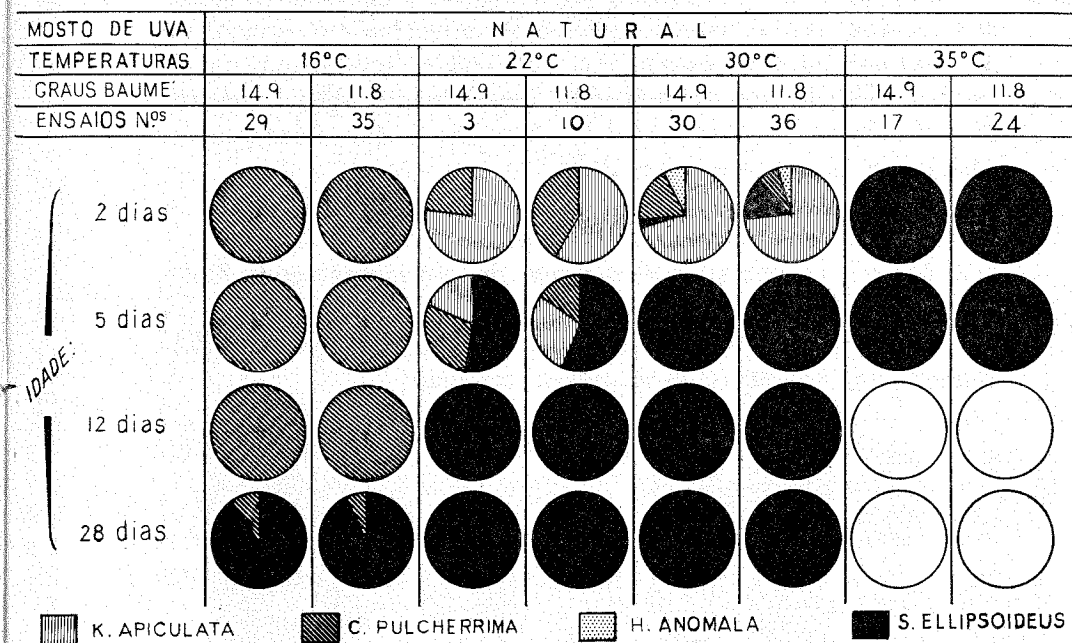 MOSTO DE UVA NATURAL
TEMPERATURAS 16°C 22°C 30°C 35°C
GRAUS BAUMÉ 14.9 11.8 14.9 11.8 14.9 11.8 14.9 11.8
ENSAIOS Nºs 29 35 3 10 30 36 17 24
2 dias
5 dias
IDADE:
12 dias
28 dias
K. APICULATA C. PULCHERRIMA H. ANOMALA S. ELLIPSOIDEUS